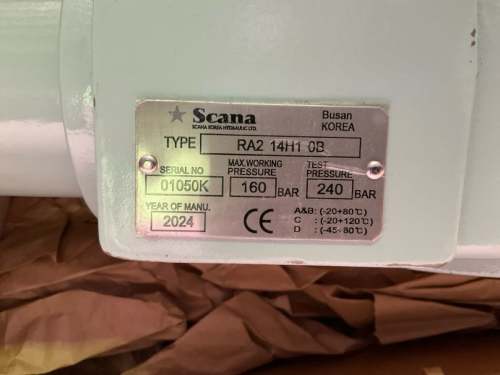 Scana
SCANA KOREA HYDRAULIC LTD.
Busan
KOREA
TYPE RA2 14H1 0B
SERIAL NO
01050K
MAX.WORKING
PRESSURE 160 BAR
TEST
PRESSURE 240 BAR
YEAR OF MANU.
2024
CE
A&B: (-20+80℃)
C : (-20+120℃)
D : (-45-80℃)